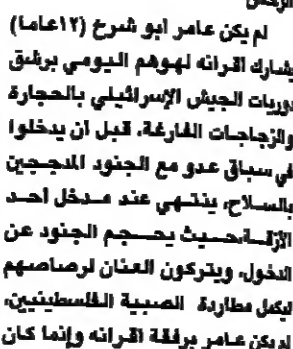 لم يكن عامر ابو شرخ (١٢عاما)
يشارك اقرانه لهوهم اليومي برشق
دوريات الجيش الإسرائيلي بالحجارة
والزجاجات الفارغة، قبل ان يدخلوا
في سباق عدو مع الجنود المدججين
بالسلاح، ينتهي عند مدخل أحد
الأزقة،حيث يحجم الجنود عن
الدخول، ويتركون العنان لرصاصهم
ليكمل مطاردة الصبية الفلسطينيين،
لم يكن عامر برفقة اقرانه وإنما كان